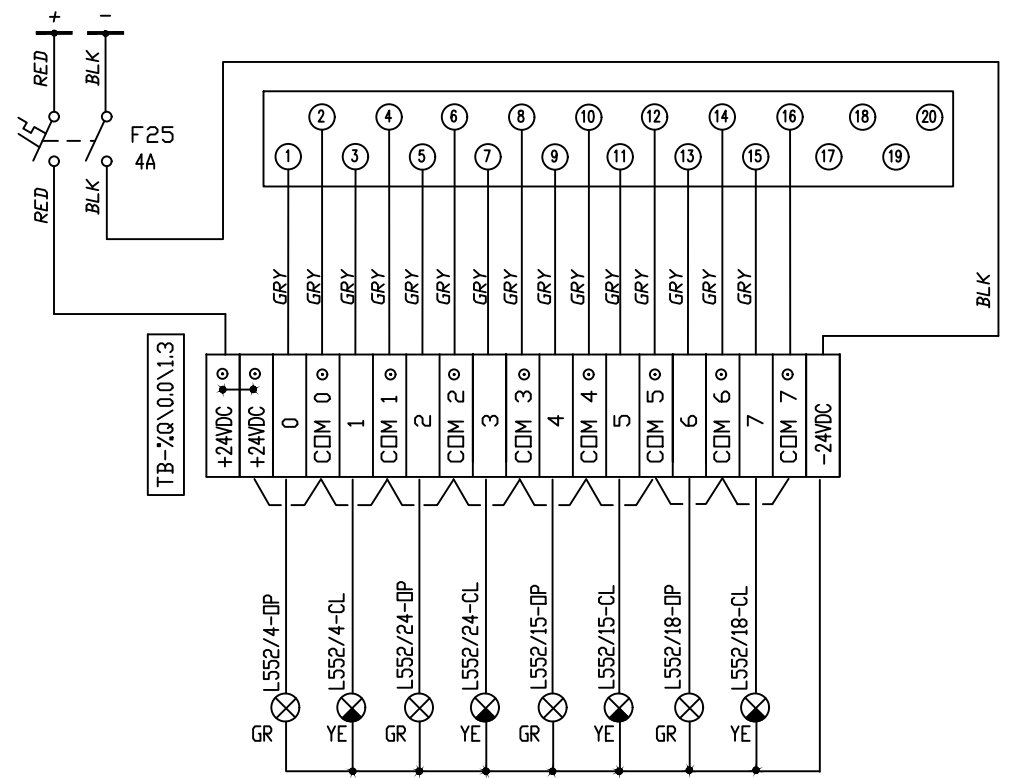 + −
RED BLK
F25
4A
RED BLK
2 4 6 8 10 12 14 16 18 20
1 3 5 7 9 11 13 15 17 19
GRY GRY GRY GRY GRY GRY GRY GRY GRY GRY GRY GRY GRY GRY GRY
BLK
TB-%Q\0.0\1.3
+24VDC
+24VDC
0
COM 0
1
COM 1
2
COM 2
3
COM 3
4
COM 4
5
COM 5
6
COM 6
7
COM 7
-24VDC
L552/4-OP
L552/4-CL
L552/24-OP
L552/24-CL
L552/15-OP
L552/15-CL
L552/18-OP
L552/18-CL
GR YE GR YE GR YE GR YE